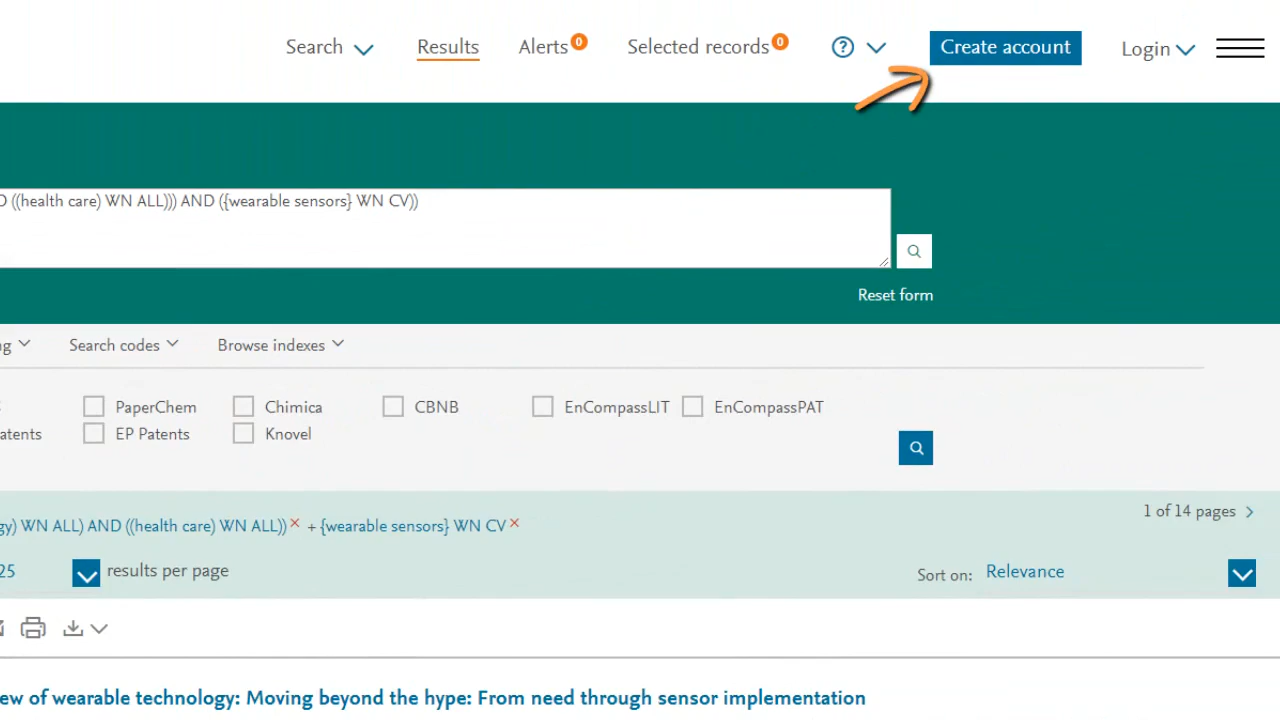 Search Results Alerts 0 Selected records 0 ? Create account Login
((health care) WN ALL))) AND ({wearable sensors} WN CV))
Reset form
Search codes Browse indexes
PaperChem Chimica CBNB EnCompassLIT EnCompassPAT
atents EP Patents Knovel
gy) WN ALL) AND ((health care) WN ALL)) × + {wearable sensors} WN CV ×
1 of 14 pages
25 results per page
Sort on: Relevance
ew of wearable technology: Moving beyond the hype: From need through sensor implementation